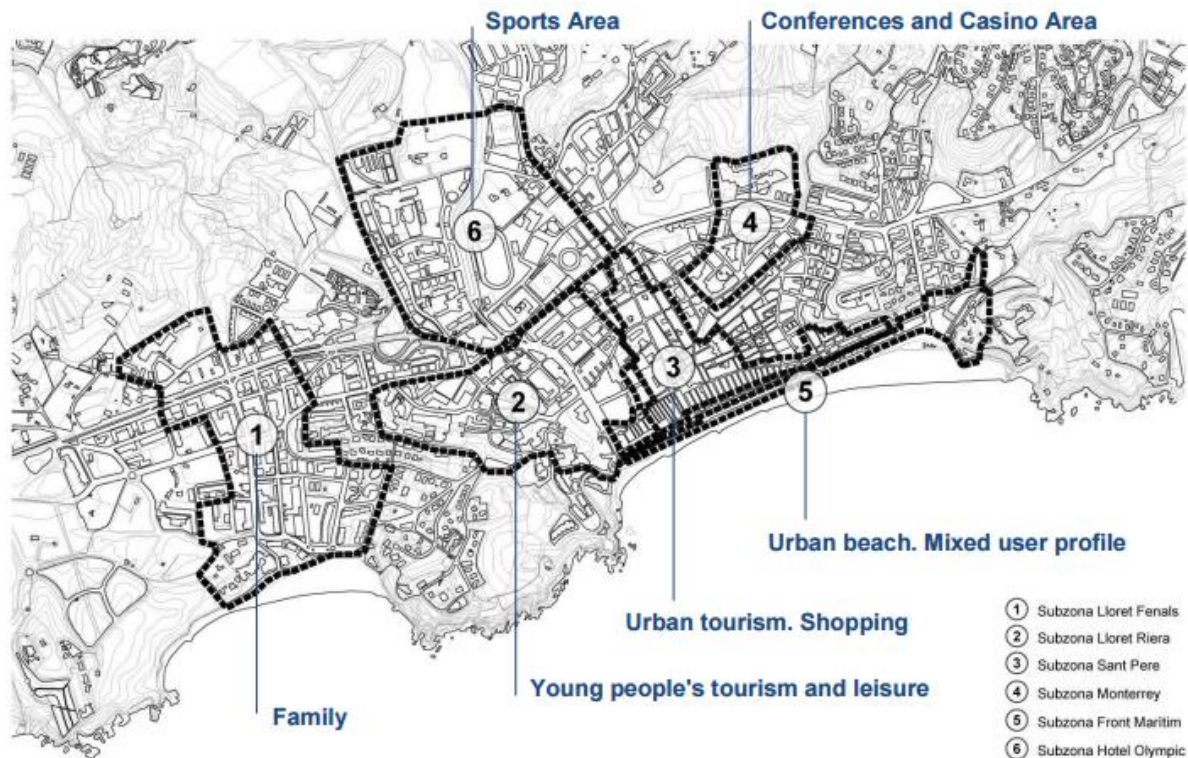 Sports Area
Conferences and Casino Area
6
4
3
5
2
1
Urban beach. Mixed user profile
Urban tourism. Shopping
Young people's tourism and leisure
Family
1 Subzona Lloret Fenals
2 Subzona Lloret Riera
3 Subzona Sant Pere
4 Subzona Monterrey
5 Subzona Front Maritim
6 Subzona Hotel Olympic